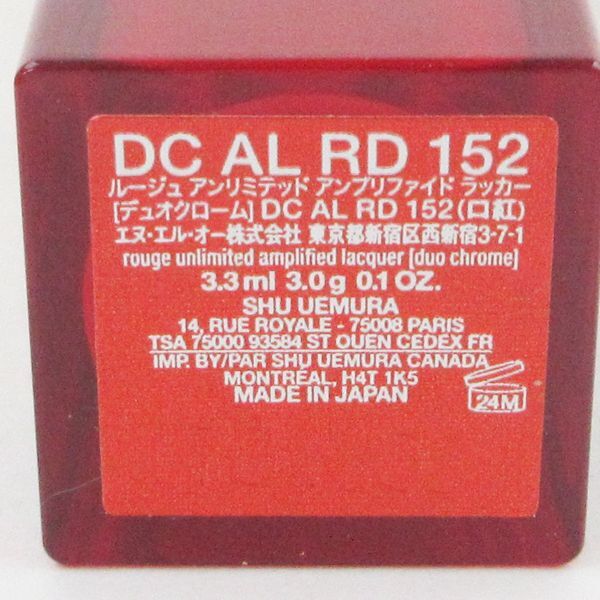 DC AL RD 152
ルージュ アンリミテッド アンプリファイド ラッカー
[デュオクローム] DC AL RD 152(口紅)
エヌ・エル・オー株式会社 東京都新宿区西新宿3-7-1
rouge unlimited amplified lacquer [duo chrome]
3.3 ml 3.0 g 0.1 OZ.
SHU UEMURA
14, RUE ROYALE - 75008 PARIS
TSA 75000 93584 ST OUEN CEDEX FR
IMP. BY/PAR SHU UEMURA CANADA
MONTRÉAL, H4T 1K5
MADE IN JAPAN
24M